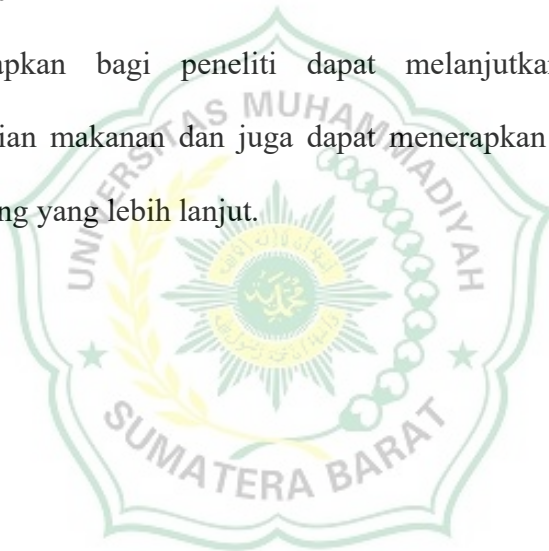 apkan bagi peneliti dapat melanjutkan
ian makanan dan juga dapat menerapkan
ng yang lebih lanjut.
UNIVERSITAS MUHAMMADIYAH
SUMATERA BARAT